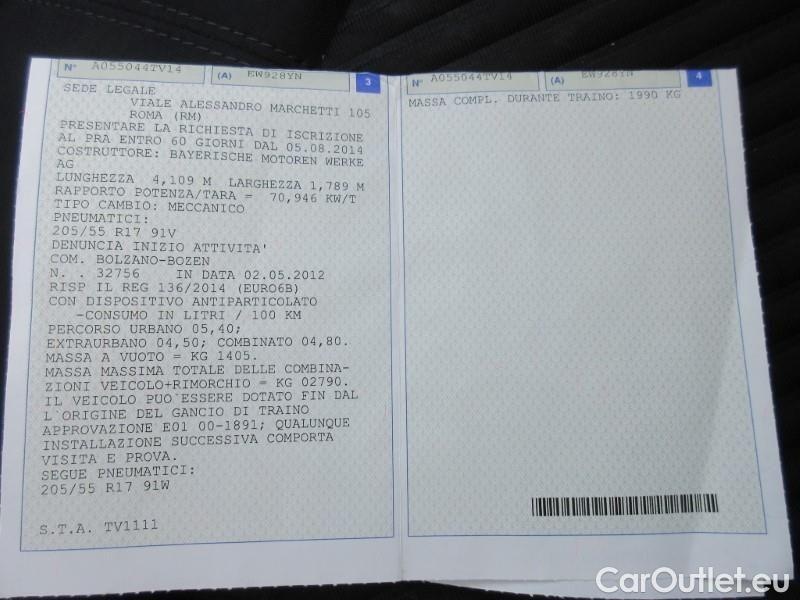 N° A055044TV14 (A) EW928YN 3
SEDE LEGALE
VIALE ALESSANDRO MARCHETTI 105
ROMA (RM)
PRESENTARE LA RICHIESTA DI ISCRIZIONE
AL PRA ENTRO 60 GIORNI DAL 05.08.2014
COSTRUTTORE: BAYERISCHE MOTOREN WERKE
AG
LUNGHEZZA 4,109 M LARGHEZZA 1,789 M
RAPPORTO POTENZA/TARA = 70,946 KW/T
TIPO CAMBIO: MECCANICO
PNEUMATICI:
205/55 R17 91V
DENUNCIA INIZIO ATTIVITA'
COM. BOLZANO-BOZEN
N. . 32756 IN DATA 02.05.2012
RISP IL REG 136/2014 (EURO6B)
CON DISPOSITIVO ANTIPARTICOLATO
-CONSUMO IN LITRI / 100 KM
PERCORSO URBANO 05,40;
EXTRAURBANO 04,50; COMBINATO 04,80.
MASSA A VUOTO = KG 1405.
MASSA MASSIMA TOTALE DELLE COMBINA-
ZIONI VEICOLO+RIMORCHIO = KG 02790.
IL VEICOLO PUO'ESSERE DOTATO FIN DAL
L'ORIGINE DEL GANCIO DI TRAINO
APPROVAZIONE E01 00-1891; QUALUNQUE
INSTALLAZIONE SUCCESSIVA COMPORTA
VISITA E PROVA.
SEGUE PNEUMATICI:
205/55 R17 91W
S.T.A. TV1111
N° A055044TV14 (A) EW928YN 4
MASSA COMPL. DURANTE TRAINO: 1990 KG
CarOutlet.eu